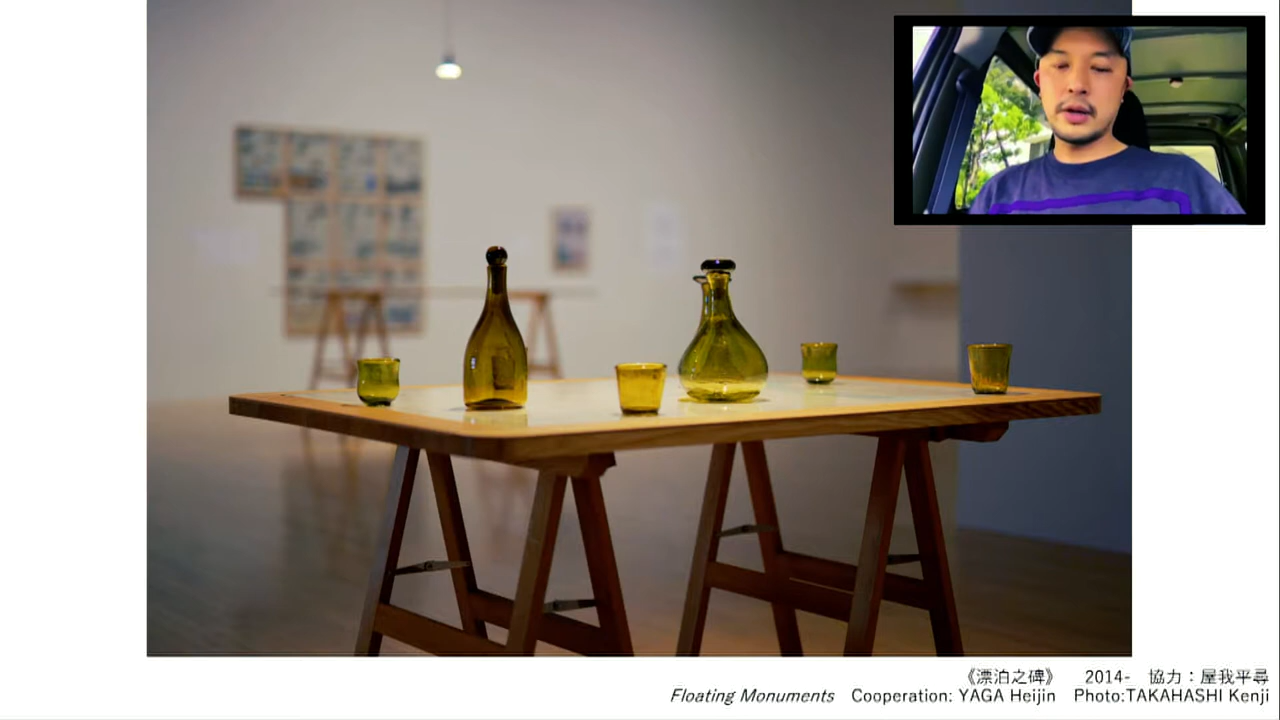 《漂泊之碑》 2014- 協力：屋我平尋
Floating Monuments Cooperation: YAGA Heijin Photo:TAKAHASHI Kenji